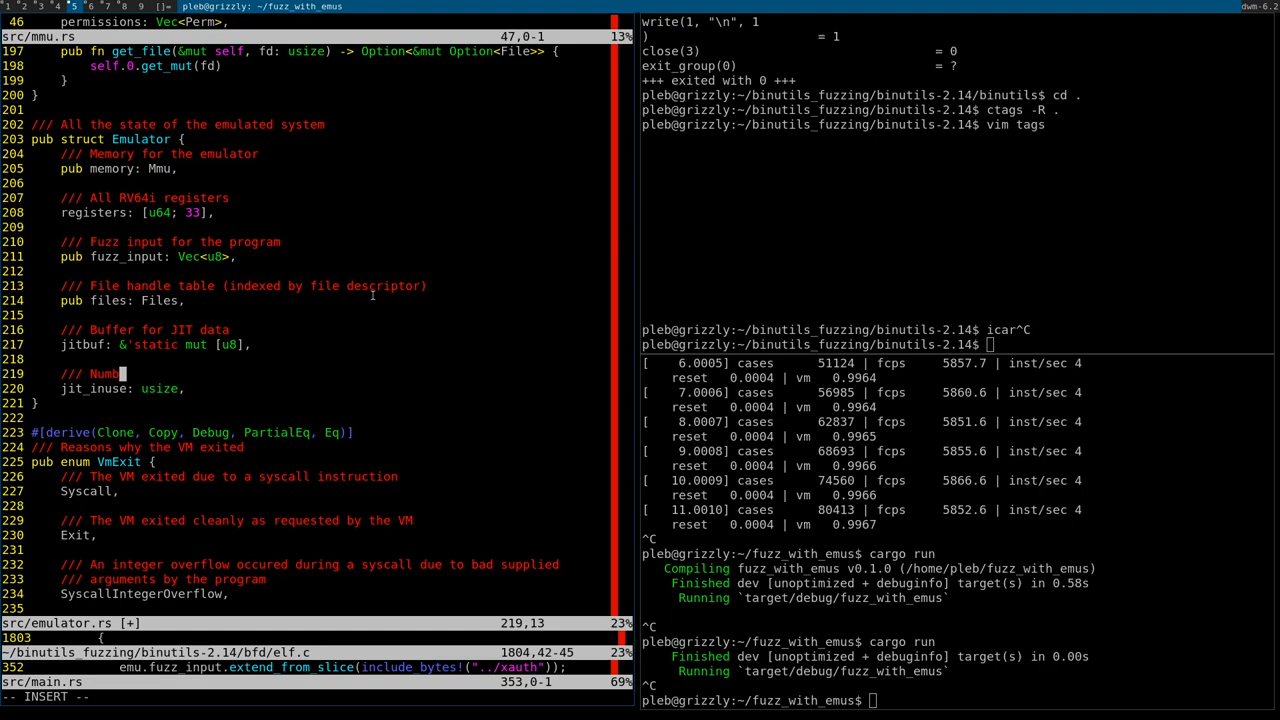 1 2 3 4 5 6 7 8 9 []= pleb@grizzly: ~/fuzz_with_emus dwm-6.2
46 permissions: Vec<Perm>,
src/mmu.rs 47,0-1 13%
197 pub fn get_file(&mut self, fd: usize) -> Option<&mut Option<File>> {
198 self.0.get_mut(fd)
199 }
200 }
201
202 /// All the state of the emulated system
203 pub struct Emulator {
204 /// Memory for the emulator
205 pub memory: Mmu,
206
207 /// All RV64i registers
208 registers: [u64; 33],
209
210 /// Fuzz input for the program
211 pub fuzz_input: Vec<u8>,
212
213 /// File handle table (indexed by file descriptor)
214 pub files: Files,
215
216 /// Buffer for JIT data
217 jitbuf: &'static mut [u8],
218
219 /// Numb
220 jit_inuse: usize,
221 }
222
223 #[derive(Clone, Copy, Debug, PartialEq, Eq)]
224 /// Reasons why the VM exited
225 pub enum VmExit {
226 /// The VM exited due to a syscall instruction
227 Syscall,
228
229 /// The VM exited cleanly as requested by the VM
230 Exit,
231
232 /// An integer overflow occured during a syscall due to bad supplied
233 /// arguments by the program
234 SyscallIntegerOverflow,
235
src/emulator.rs [+] 219,13 23%
1803 {
~/binutils_fuzzing/binutils-2.14/bfd/elf.c 1804,42-45 23%
352 emu.fuzz_input.extend_from_slice(include_bytes!("../xauth"));
src/main.rs 353,0-1 69%
-- INSERT --
write(1, "\n", 1
) = 1
close(3) = 0
exit_group(0) = ?
+++ exited with 0 +++
pleb@grizzly:~/binutils_fuzzing/binutils-2.14/binutils$ cd .
pleb@grizzly:~/binutils_fuzzing/binutils-2.14$ ctags -R .
pleb@grizzly:~/binutils_fuzzing/binutils-2.14$ vim tags
pleb@grizzly:~/binutils_fuzzing/binutils-2.14$ icar^C
pleb@grizzly:~/binutils_fuzzing/binutils-2.14$
[ 6.0005] cases 51124 | fcps 5857.7 | inst/sec 4
reset 0.0004 | vm 0.9964
[ 7.0006] cases 56985 | fcps 5860.6 | inst/sec 4
reset 0.0004 | vm 0.9964
[ 8.0007] cases 62837 | fcps 5851.6 | inst/sec 4
reset 0.0004 | vm 0.9965
[ 9.0008] cases 68693 | fcps 5855.6 | inst/sec 4
reset 0.0004 | vm 0.9966
[ 10.0009] cases 74560 | fcps 5866.6 | inst/sec 4
reset 0.0004 | vm 0.9966
[ 11.0010] cases 80413 | fcps 5852.6 | inst/sec 4
reset 0.0004 | vm 0.9967
^C
pleb@grizzly:~/fuzz_with_emus$ cargo run
Compiling fuzz_with_emus v0.1.0 (/home/pleb/fuzz_with_emus)
Finished dev [unoptimized + debuginfo] target(s) in 0.58s
Running `target/debug/fuzz_with_emus`
^C
pleb@grizzly:~/fuzz_with_emus$ cargo run
Finished dev [unoptimized + debuginfo] target(s) in 0.00s
Running `target/debug/fuzz_with_emus`
^C
pleb@grizzly:~/fuzz_with_emus$